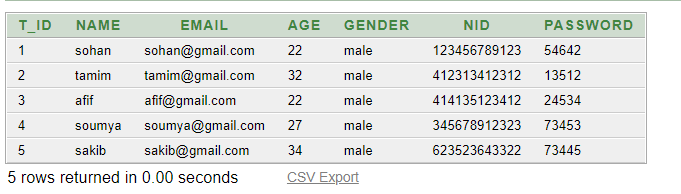 T_ID NAME EMAIL AGE GENDER NID PASSWORD
1 sohan sohan@gmail.com 22 male 123456789123 54642
2 tamim tamim@gmail.com 32 male 412313412312 13512
3 afif afif@gmail.com 22 male 414135123412 24534
4 soumya soumya@gmail.com 27 male 345678912323 73453
5 sakib sakib@gmail.com 34 male 623523643322 73445
5 rows returned in 0.00 seconds CSV Export